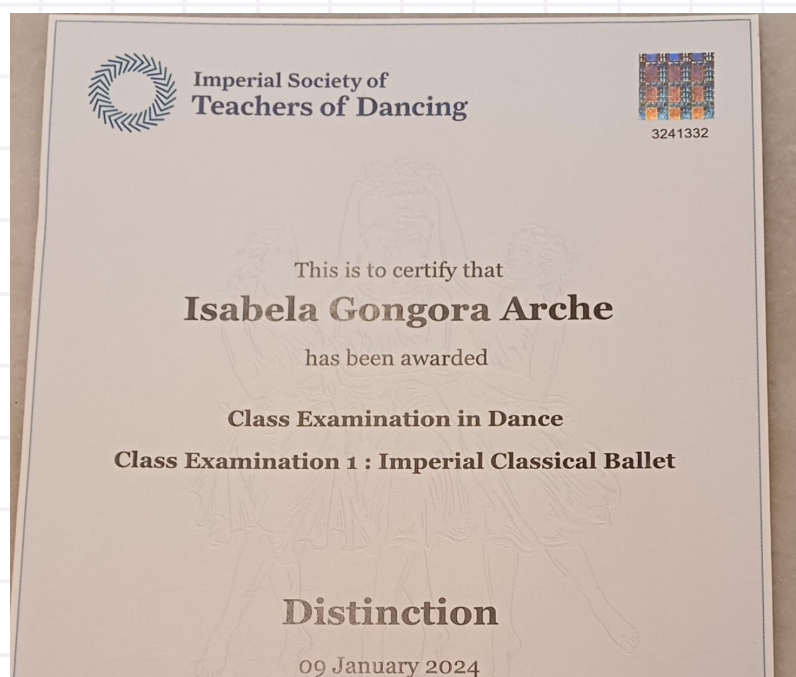 Imperial Society of
Teachers of Dancing
3241332
This is to certify that
Isabela Gongora Arche
has been awarded
Class Examination in Dance
Class Examination 1 : Imperial Classical Ballet
Distinction
09 January 2024